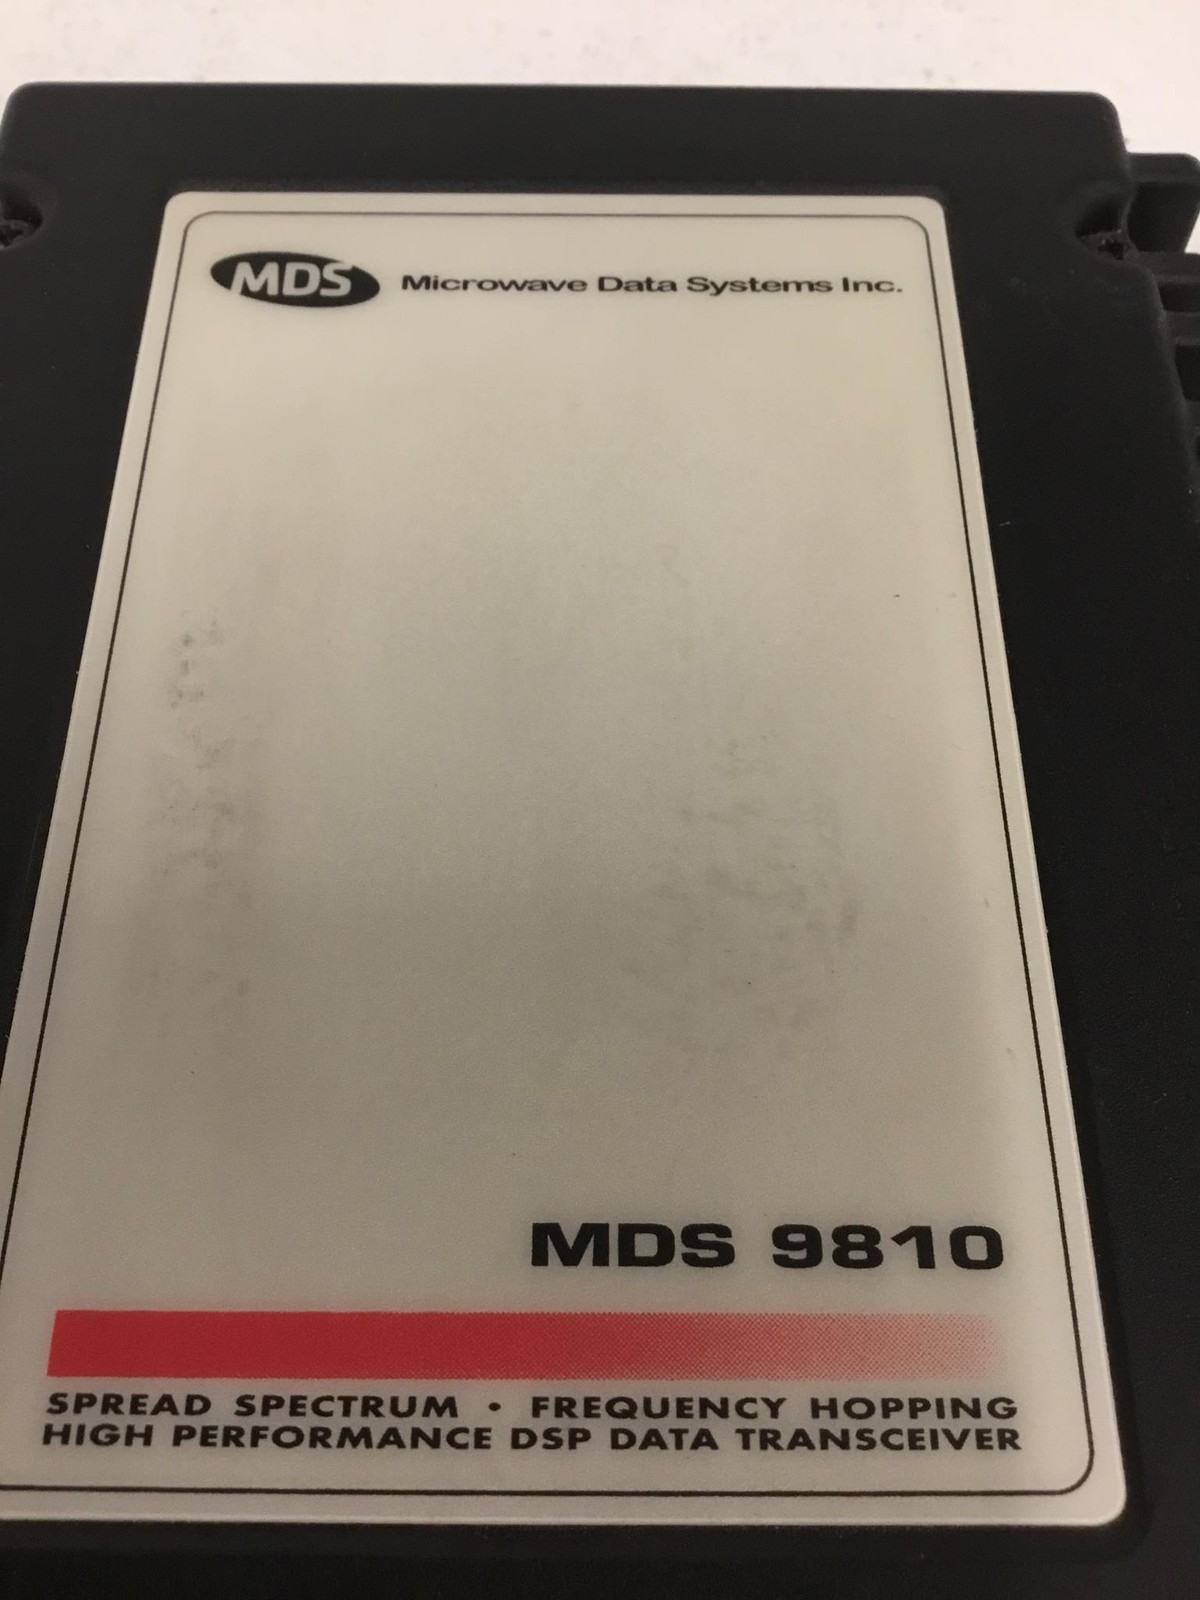 MDS Microwave Data Systems Inc.
MDS 9810
SPREAD SPECTRUM • FREQUENCY HOPPING
HIGH PERFORMANCE DSP DATA TRANSCEIVER